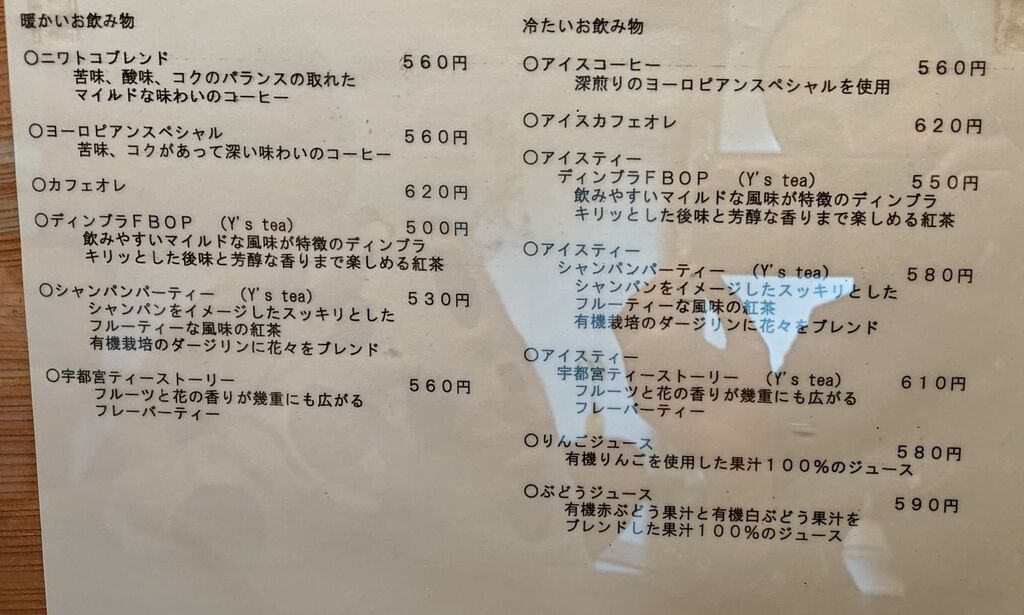 暖かいお飲み物
〇ニワトコブレンド 560円
苦味、酸味、コクのバランスの取れた
マイルドな味わいのコーヒー
〇ヨーロピアンスペシャル 560円
苦味、コクがあって深い味わいのコーヒー
〇カフェオレ 620円
〇ディンブラFBOP (Y's tea) 500円
飲みやすいマイルドな風味が特徴のディンブラ
キリッとした後味と芳醇な香りまで楽しめる紅茶
〇シャンパンパーティー (Y's tea) 530円
シャンパンをイメージしたスッキリとした
フルーティーな風味の紅茶
有機栽培のダージリンに花々をブレンド
〇宇都宮ティーストーリー 560円
フルーツと花の香りが幾重にも広がる
フレーバーティー
冷たいお飲み物
〇アイスコーヒー 560円
深煎りのヨーロピアンスペシャルを使用
〇アイスカフェオレ 620円
〇アイスティー
ディンブラFBOP (Y's tea) 550円
飲みやすいマイルドな風味が特徴のディンブラ
キリッとした後味と芳醇な香りまで楽しめる紅茶
〇アイスティー
シャンパンパーティー (Y's tea) 580円
シャンパンをイメージしたスッキリとした
フルーティーな風味の紅茶
有機栽培のダージリンに花々をブレンド
〇アイスティー
宇都宮ティーストーリー (Y's tea) 610円
フルーツと花の香りが幾重にも広がる
フレーバーティー
〇りんごジュース 580円
有機りんごを使用した果汁100%のジュース
〇ぶどうジュース 590円
有機赤ぶどう果汁と有機白ぶどう果汁を
ブレンドした果汁100%のジュース